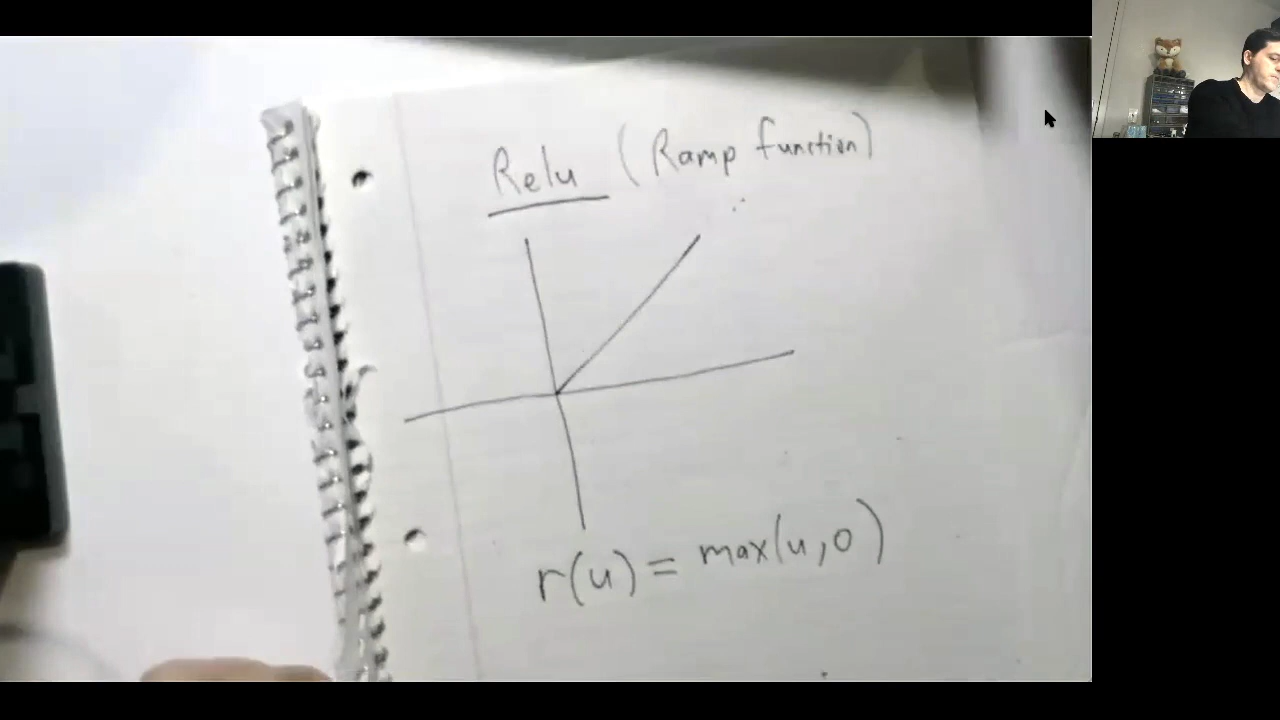 Relu (Ramp function)
r(u) = max(u, 0)